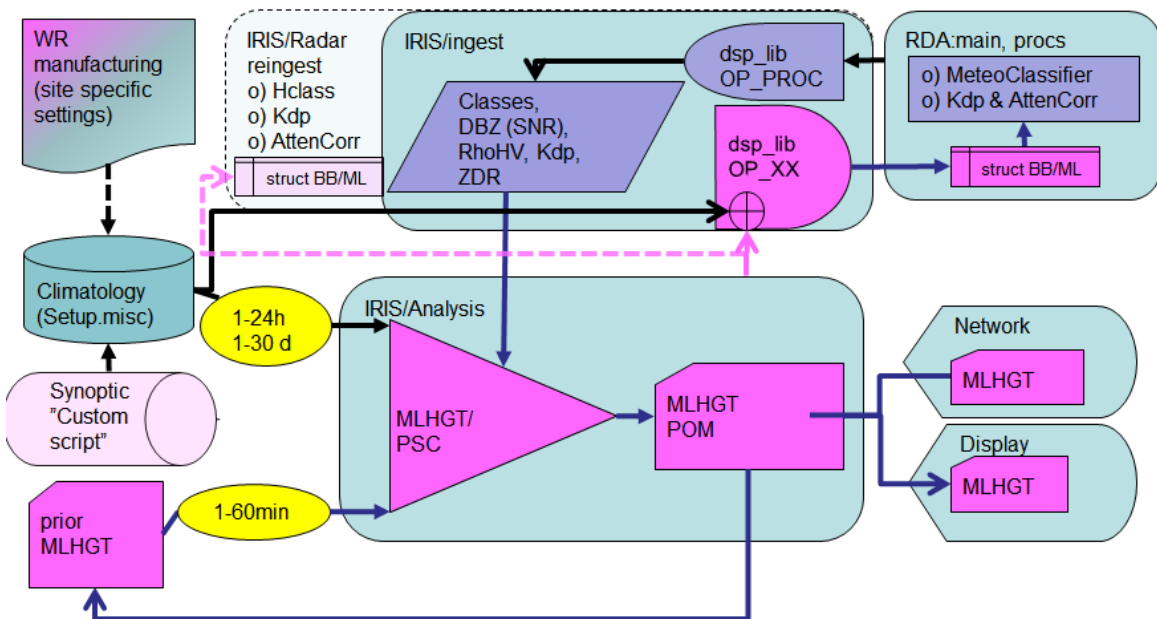 WR
manufacturing
(site specific
settings)
IRIS/Radar
reingest
o) Hclass
o) Kdp
o) AttenCorr
struct BB/ML
IRIS/ingest
Classes,
DBZ (SNR),
RhoHV, Kdp,
ZDR
dsp_lib
OP_PROC
dsp_lib
OP_XX
RDA:main, procs
o) MeteoClassifier
o) Kdp & AttenCorr
struct BB/ML
Climatology
(Setup.misc)
1-24h
1-30 d
Synoptic
"Custom
script"
prior
MLHGT
1-60min
IRIS/Analysis
MLHGT/
PSC
MLHGT
POM
Network
MLHGT
Display
MLHGT